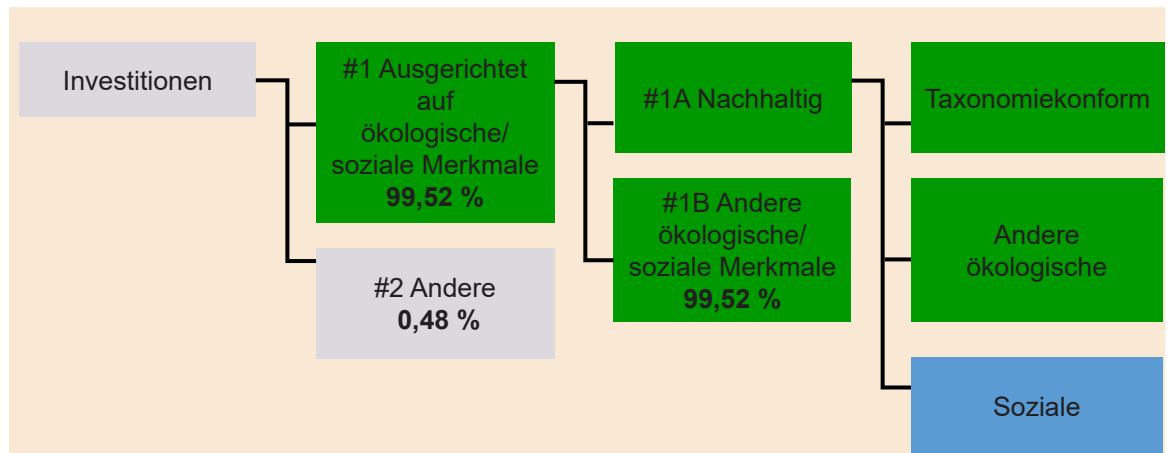 Investitionen
#1 Ausgerichtet
auf
ökologische/
soziale Merkmale
99,52 %
#2 Andere
0,48 %
#1A Nachhaltig
#1B Andere
ökologische/
soziale Merkmale
99,52 %
Taxonomiekonform
Andere
ökologische
Soziale